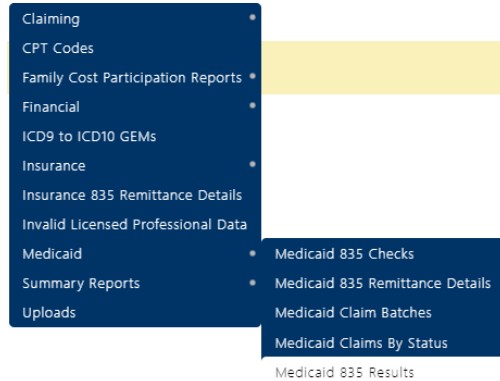 Claiming
CPT Codes
Family Cost Participation Reports
Financial
ICD9 to ICD10 GEMs
Insurance
Insurance 835 Remittance Details
Invalid Licensed Professional Data
Medicaid
Summary Reports
Uploads
Medicaid 835 Checks
Medicaid 835 Remittance Details
Medicaid Claim Batches
Medicaid Claims By Status
Medicaid 835 Results